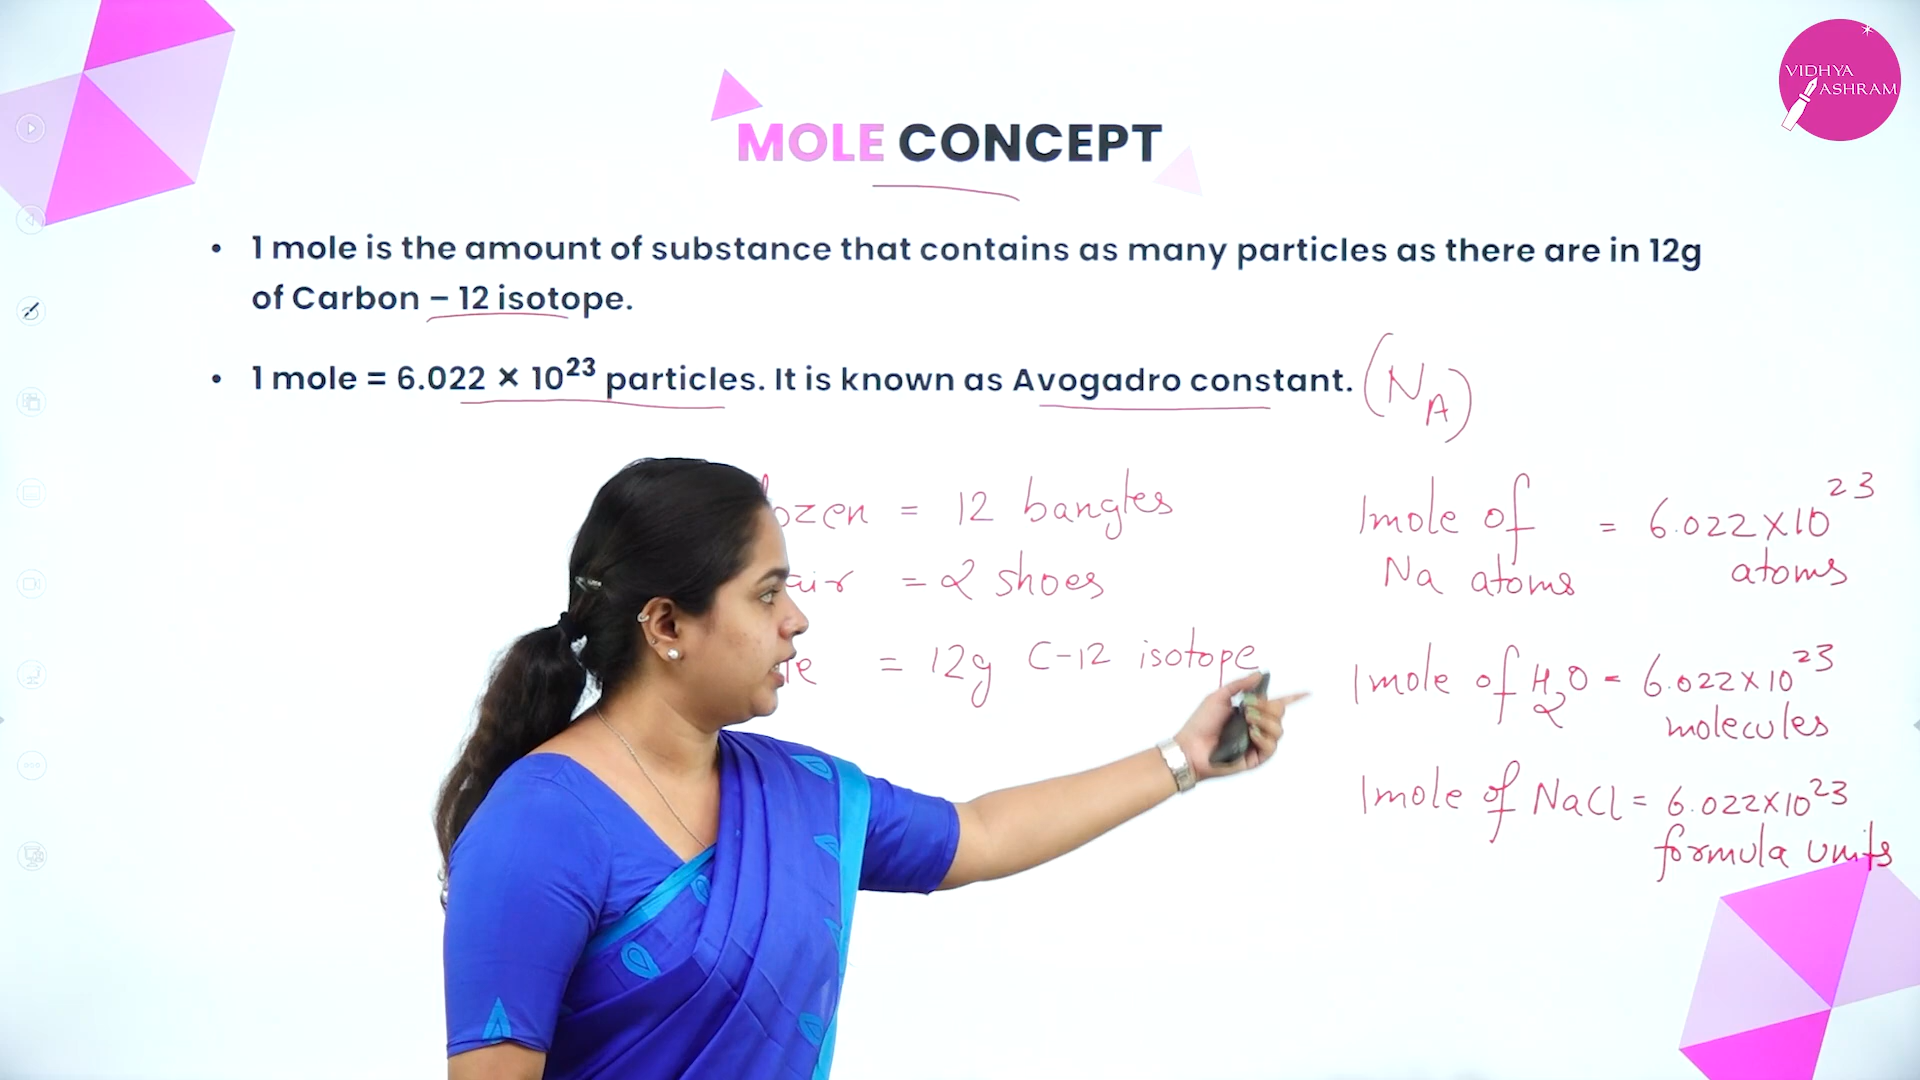 VIDHYA
ASHRAM
MOLE CONCEPT
• 1 mole is the amount of substance that contains as many particles as there are in 12g
of Carbon – 12 isotope.
• 1 mole = 6.022 × 10²³ particles. It is known as Avogadro constant. (N_A)
ozen = 12 bangles
air = 2 shoes
le = 12g C-12 isotope
1mole of = 6.022×10²³
Na atoms atoms
1mole of H₂O = 6.022×10²³
molecules
1mole of NaCl = 6.022×10²³
formula units